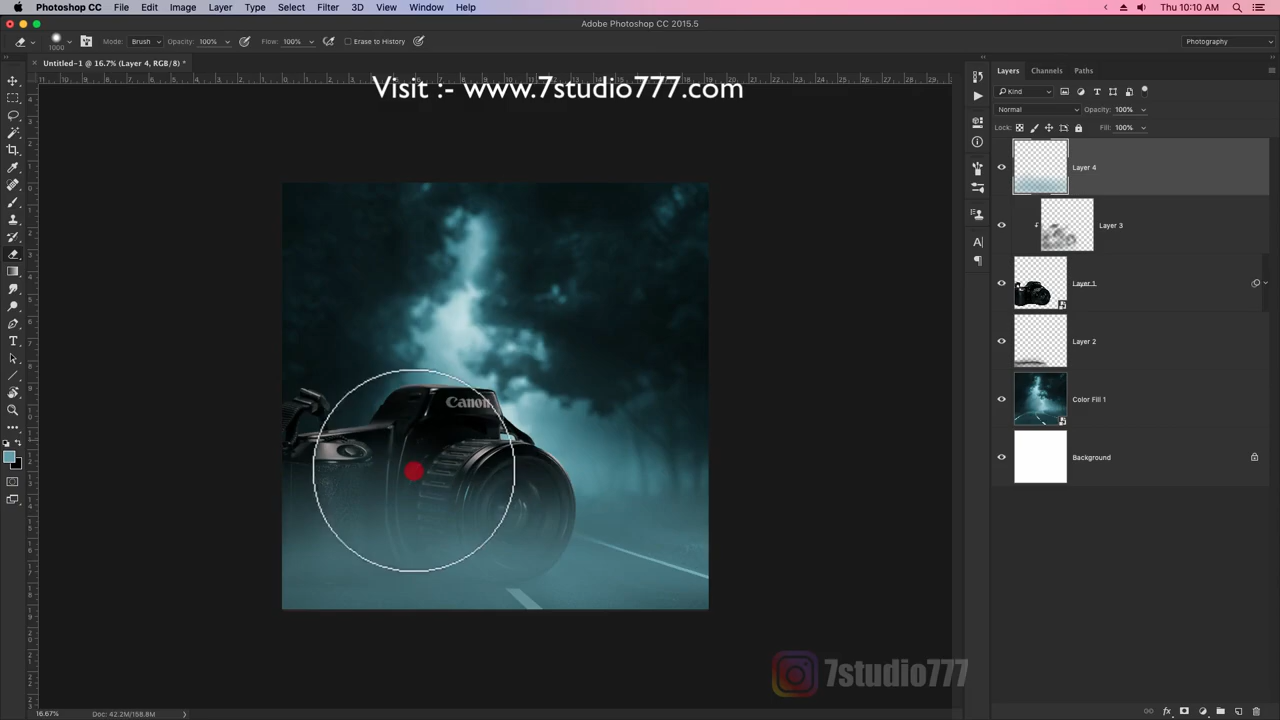 Photoshop CC File Edit Image Layer Type Select Filter 3D View Window Help Thu 10:10 AM
Adobe Photoshop CC 2015.5
1000 Mode: Brush Opacity: 100% Flow: 100% Erase to History Photography
Untitled-1 @ 16.7% (Layer 4, RGB/8) *
Visit :- www.7studio777.com
Layers Channels Paths
Kind
Normal Opacity: 100%
Lock: Fill: 100%
Layer 4
Layer 3
Layer 1
Layer 2
Color Fill 1
Background
Canon
7studio777
16.67% Doc: 42.2M/158.8M